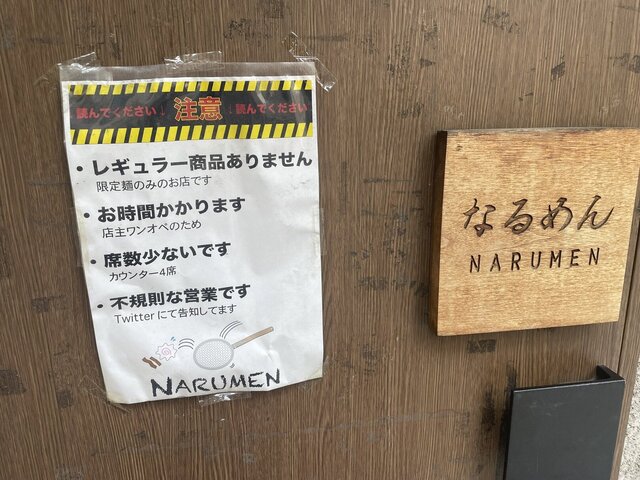 読んでください↓ 注意 ↓読んでください
・レギュラー商品ありません
限定麺のみのお店です
・お時間かかります
店主ワンオペのため
・席数少ないです
カウンター4席
・不規則な営業です
Twitterにて告知してます
NARUMEN
なるめん
NARUMEN